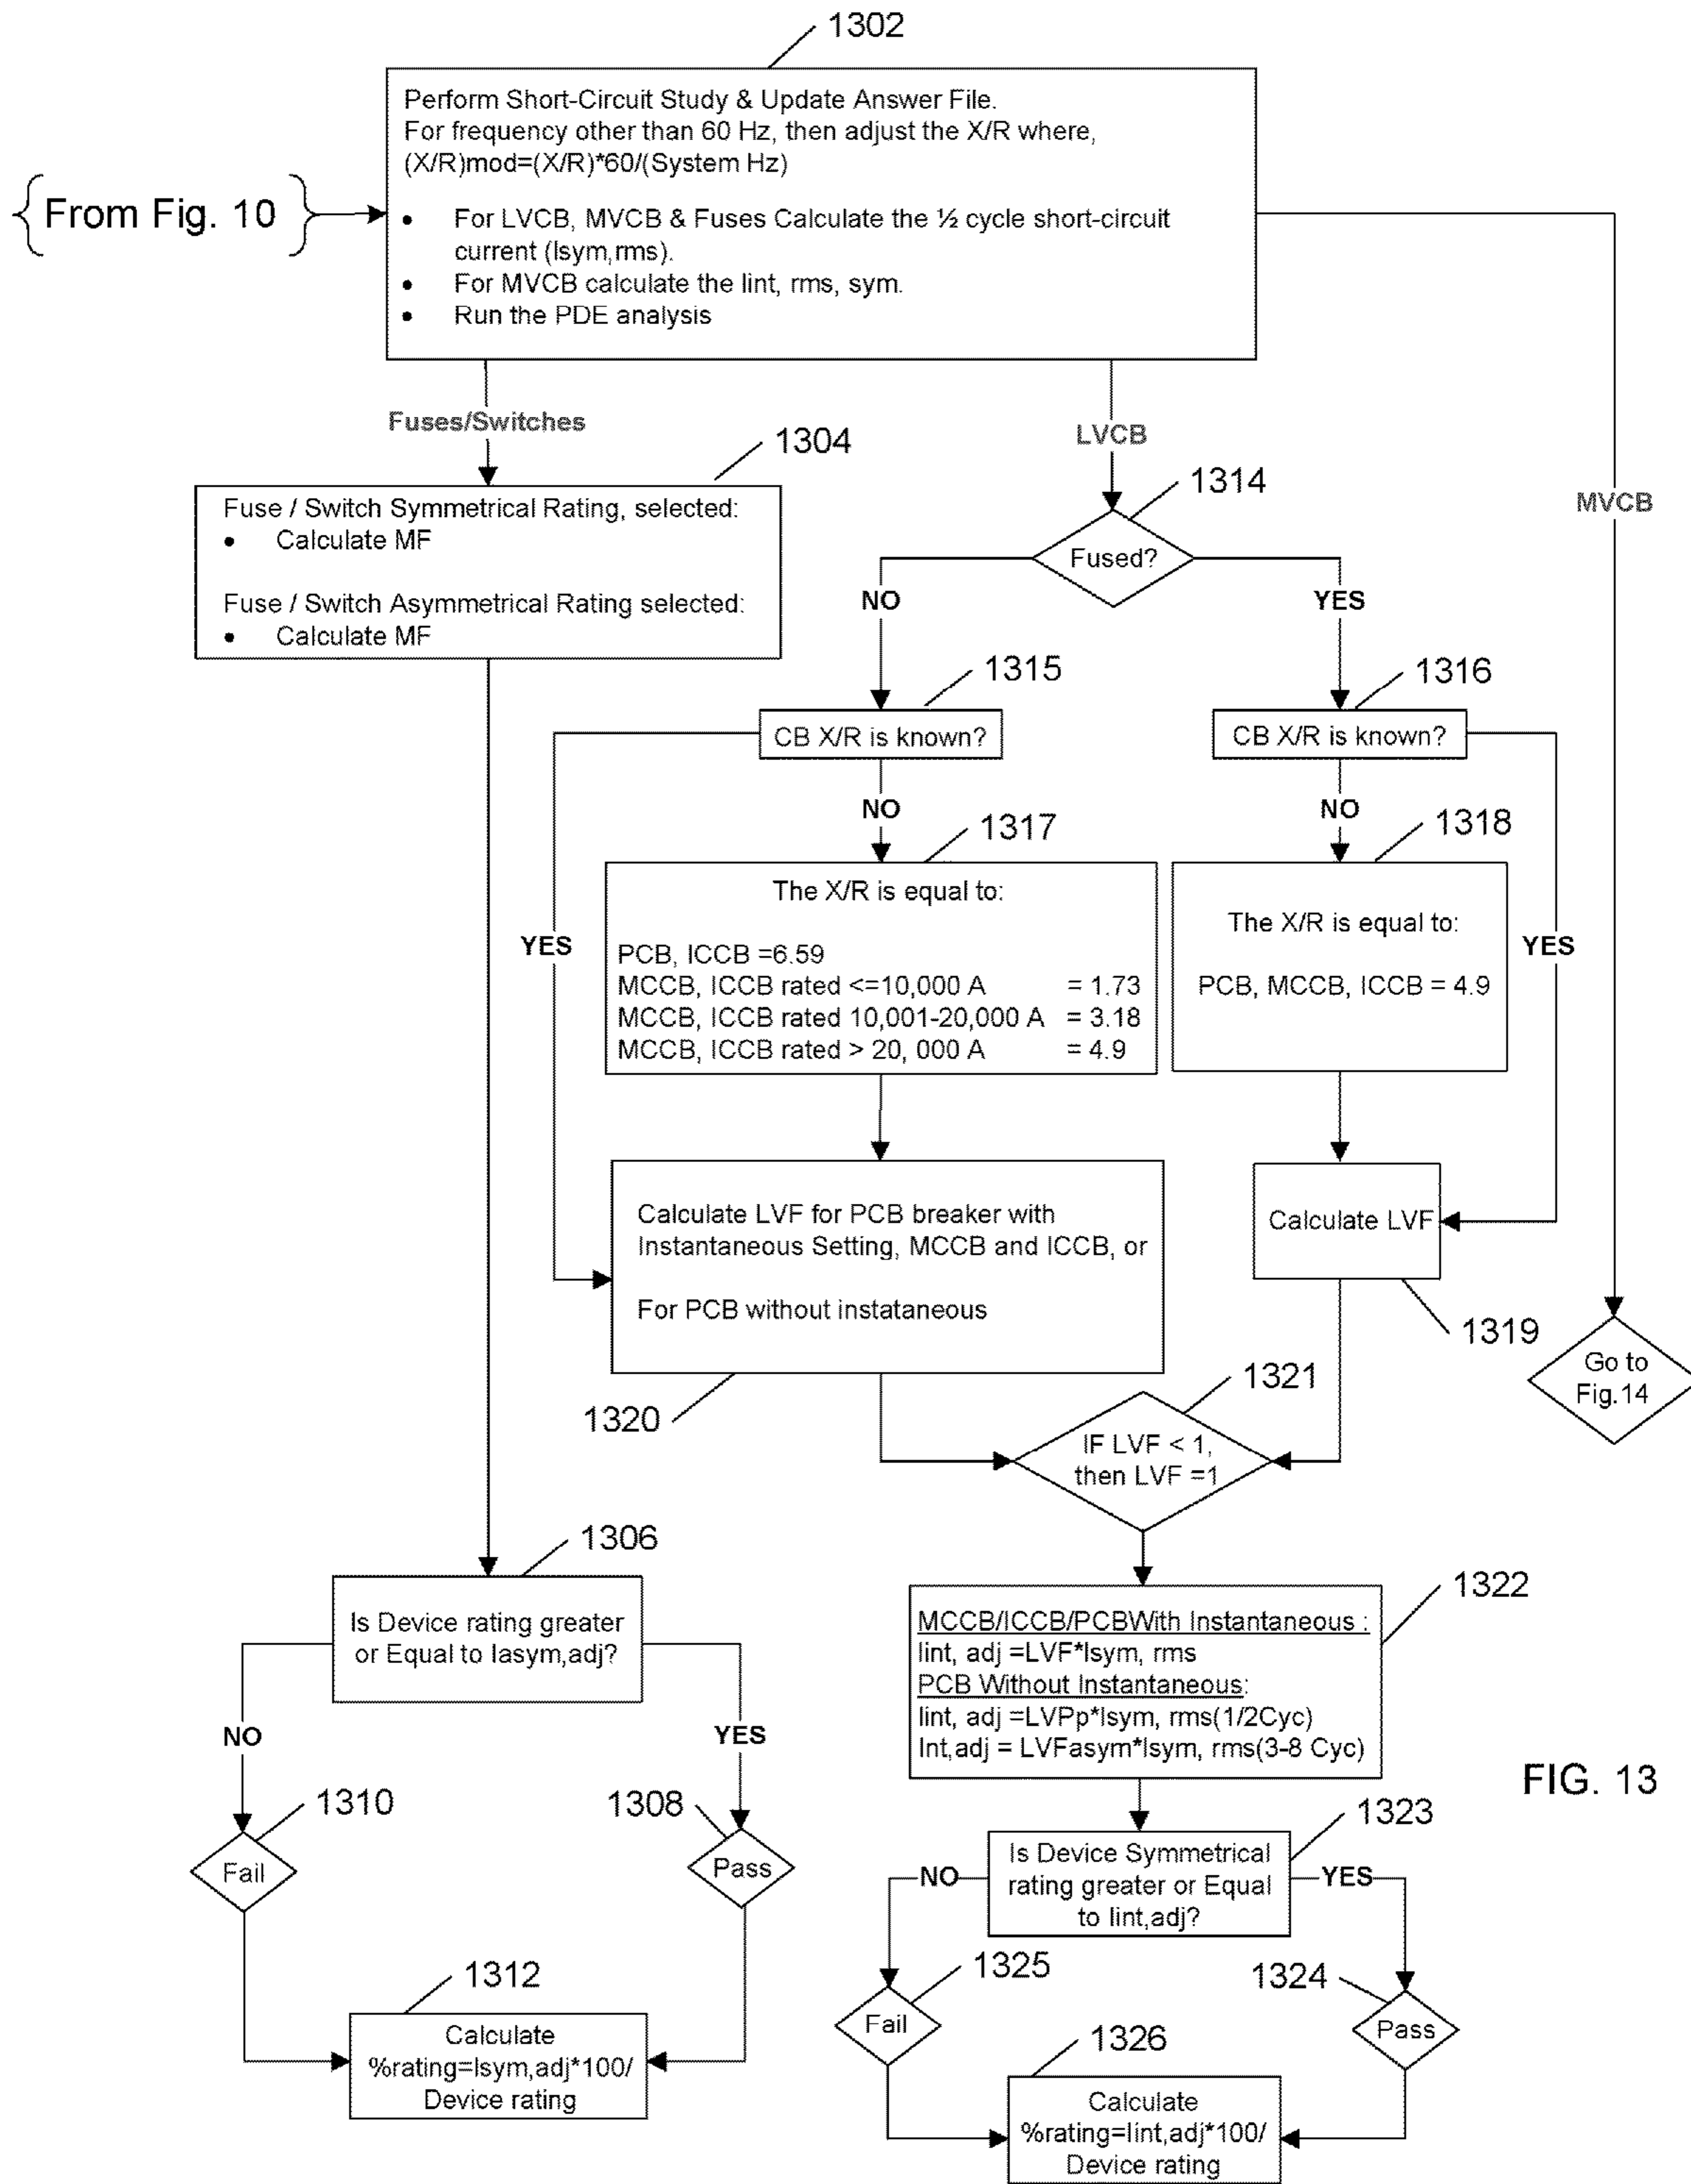 1302
Perform Short-Circuit Study & Update Answer File.
For frequency other than 60 Hz, then adjust the X/R where,
(X/R)mod=(X/R)*60/(System Hz)
• For LVCB, MVCB & Fuses Calculate the ½ cycle short-circuit
current (Isym,rms).
• For MVCB calculate the Iint, rms, sym.
• Run the PDE analysis
{From Fig. 10}
Fuses/Switches
LVCB
MVCB
1304
Fuse / Switch Symmetrical Rating, selected:
• Calculate MF
Fuse / Switch Asymmetrical Rating selected:
• Calculate MF
1314
Fused?
NO
YES
1315
CB X/R is known?
1316
CB X/R is known?
NO
NO
YES
YES
1317
The X/R is equal to:
PCB, ICCB =6.59
MCCB, ICCB rated <=10,000 A = 1.73
MCCB, ICCB rated 10,001-20,000 A = 3.18
MCCB, ICCB rated > 20, 000 A = 4.9
1318
The X/R is equal to:
PCB, MCCB, ICCB = 4.9
Calculate LVF for PCB breaker with
Instantaneous Setting, MCCB and ICCB, or
For PCB without instataneous
1320
Calculate LVF
1319
Go to
Fig.14
1321
IF LVF < 1,
then LVF =1
1306
Is Device rating greater
or Equal to Iasym,adj?
NO
YES
1310
Fail
1308
Pass
1312
Calculate
%rating=Isym,adj*100/
Device rating
1322
MCCB/ICCB/PCBWith Instantaneous :
Iint, adj =LVF*Isym, rms
PCB Without Instantaneous:
Iint, adj =LVPp*Isym, rms(1/2Cyc)
Int,adj = LVFasym*Isym, rms(3-8 Cyc)
FIG. 13
1323
Is Device Symmetrical
rating greater or Equal
to Iint,adj?
NO
YES
1325
Fail
1324
Pass
1326
Calculate
%rating=Iint,adj*100/
Device rating